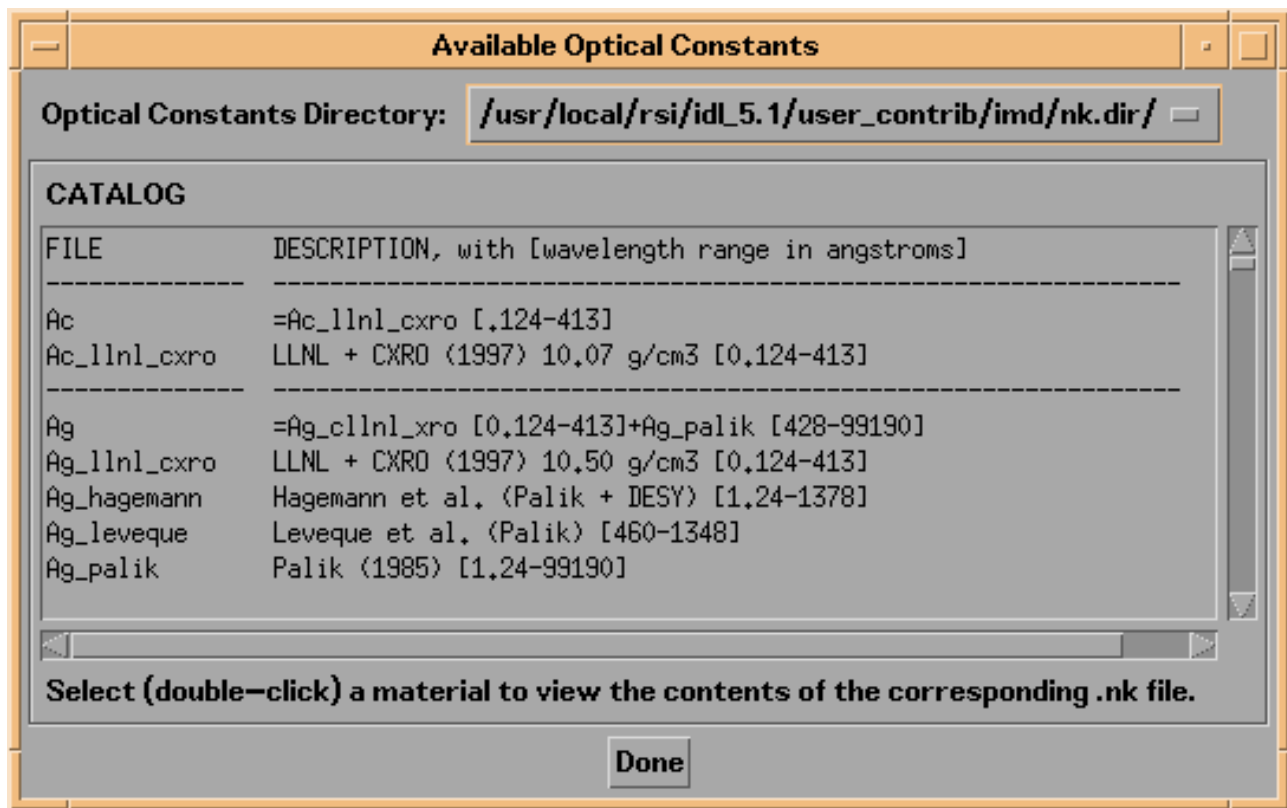 Available Optical Constants
Optical Constants Directory: /usr/local/rsi/idl_5.1/user_contrib/imd/nk.dir/
CATALOG
FILE DESCRIPTION, with [wavelength range in angstroms]
-------------- ----------------------------------------------------------------
Ac =Ac_llnl_cxro [.124-413]
Ac_llnl_cxro LLNL + CXRO (1997) 10.07 g/cm3 [0.124-413]
-------------- ----------------------------------------------------------------
Ag =Ag_cllnl_xro [0.124-413]+Ag_palik [428-99190]
Ag_llnl_cxro LLNL + CXRO (1997) 10.50 g/cm3 [0.124-413]
Ag_hagemann Hagemann et al. (Palik + DESY) [1.24-1378]
Ag_leveque Leveque et al. (Palik) [460-1348]
Ag_palik Palik (1985) [1.24-99190]
Select (double-click) a material to view the contents of the corresponding .nk file.
Done